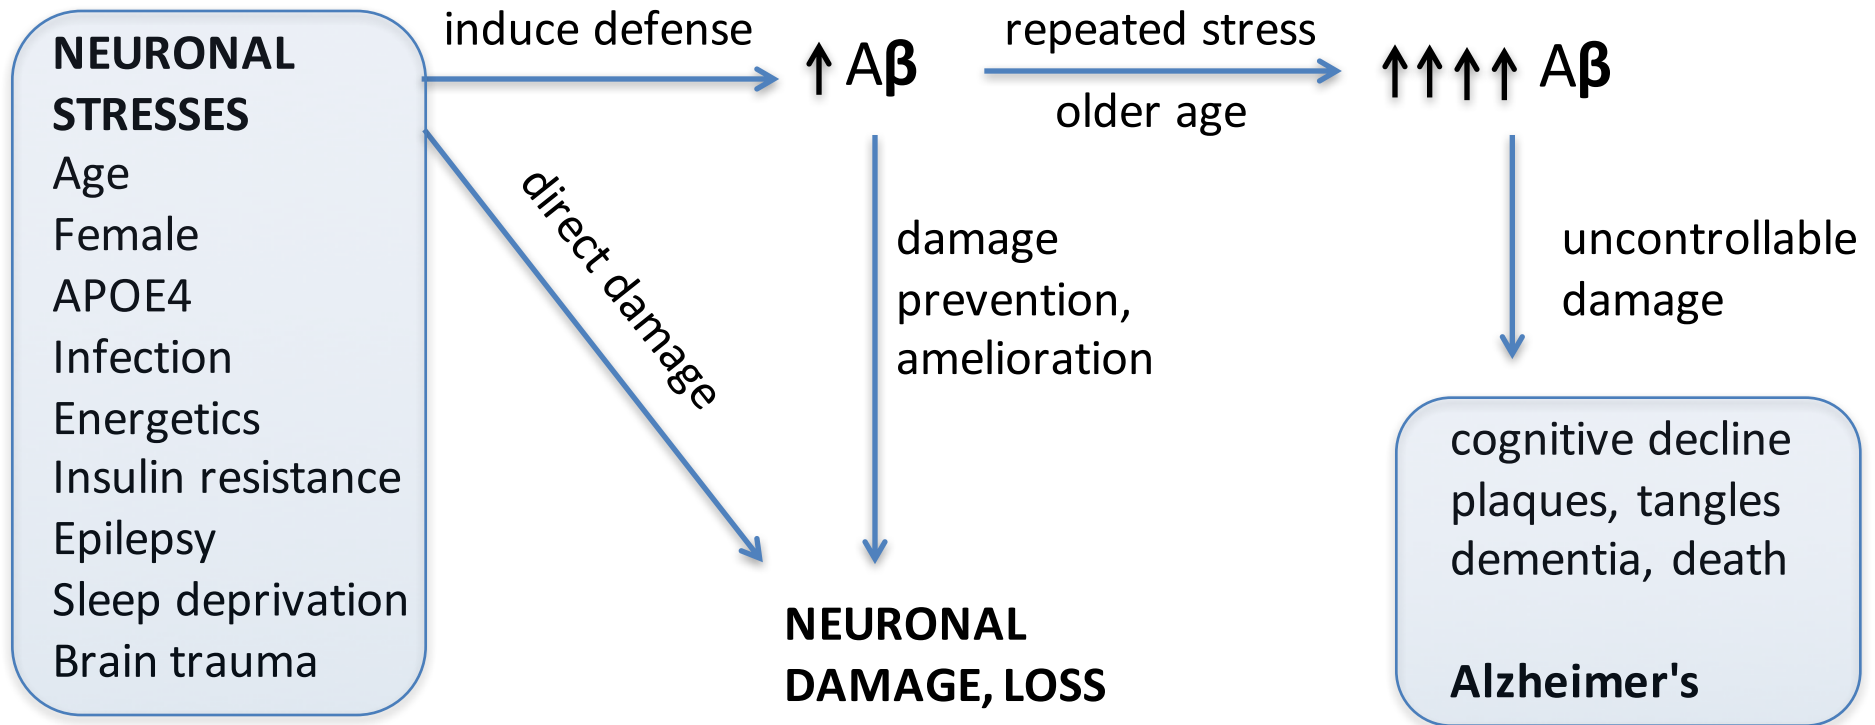 NEURONAL
STRESSES
Age
Female
APOE4
Infection
Energetics
Insulin resistance
Epilepsy
Sleep deprivation
Brain trauma
induce defense
↑ Aβ
repeated stress
older age
↑↑↑↑ Aβ
direct damage
damage
prevention,
amelioration
uncontrollable
damage
NEURONAL
DAMAGE, LOSS
cognitive decline
plaques, tangles
dementia, death
Alzheimer's